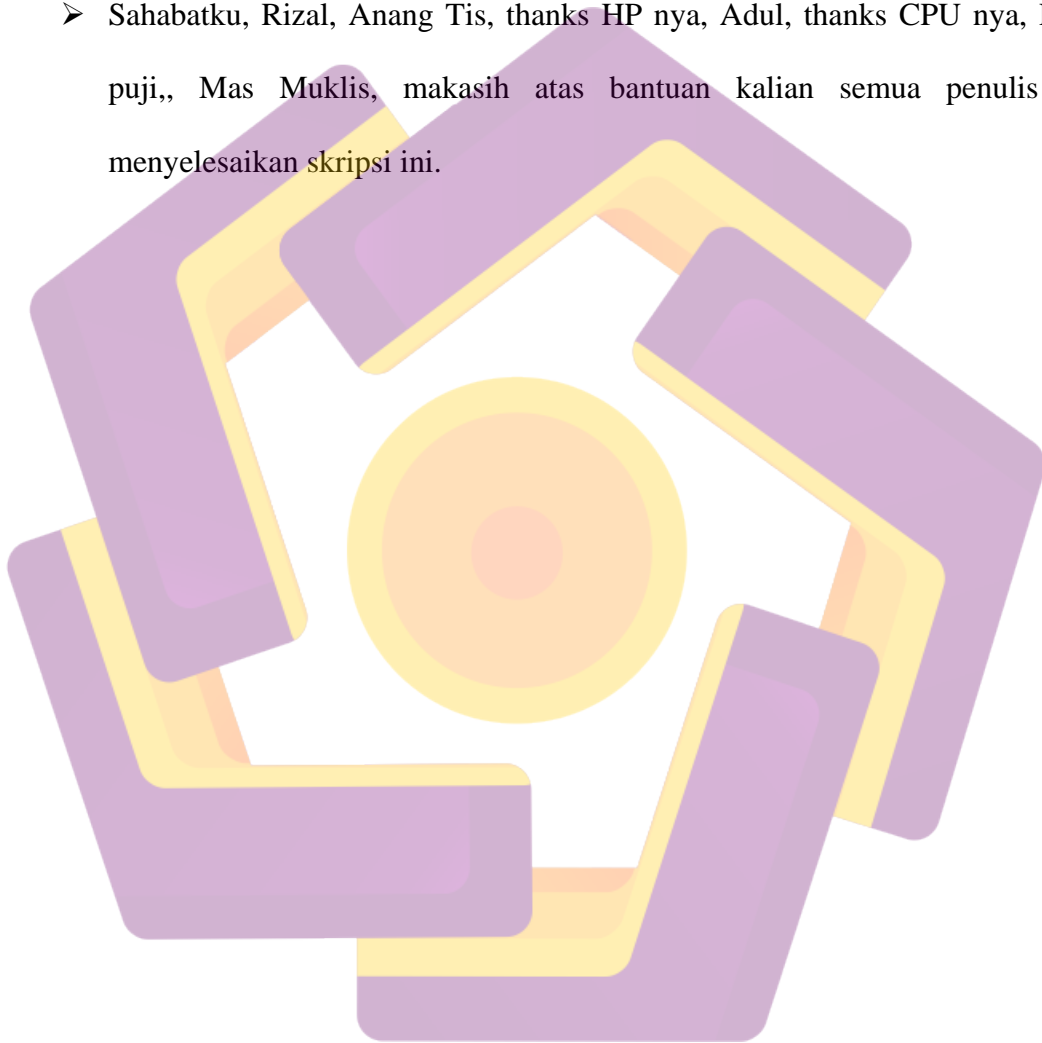 ➢ Sahabatku, Rizal, Anang Tis, thanks HP nya, Adul, thanks CPU nya,
puji,, Mas Muklis, makasih atas bantuan kalian semua penulis
menyelesaikan skripsi ini.